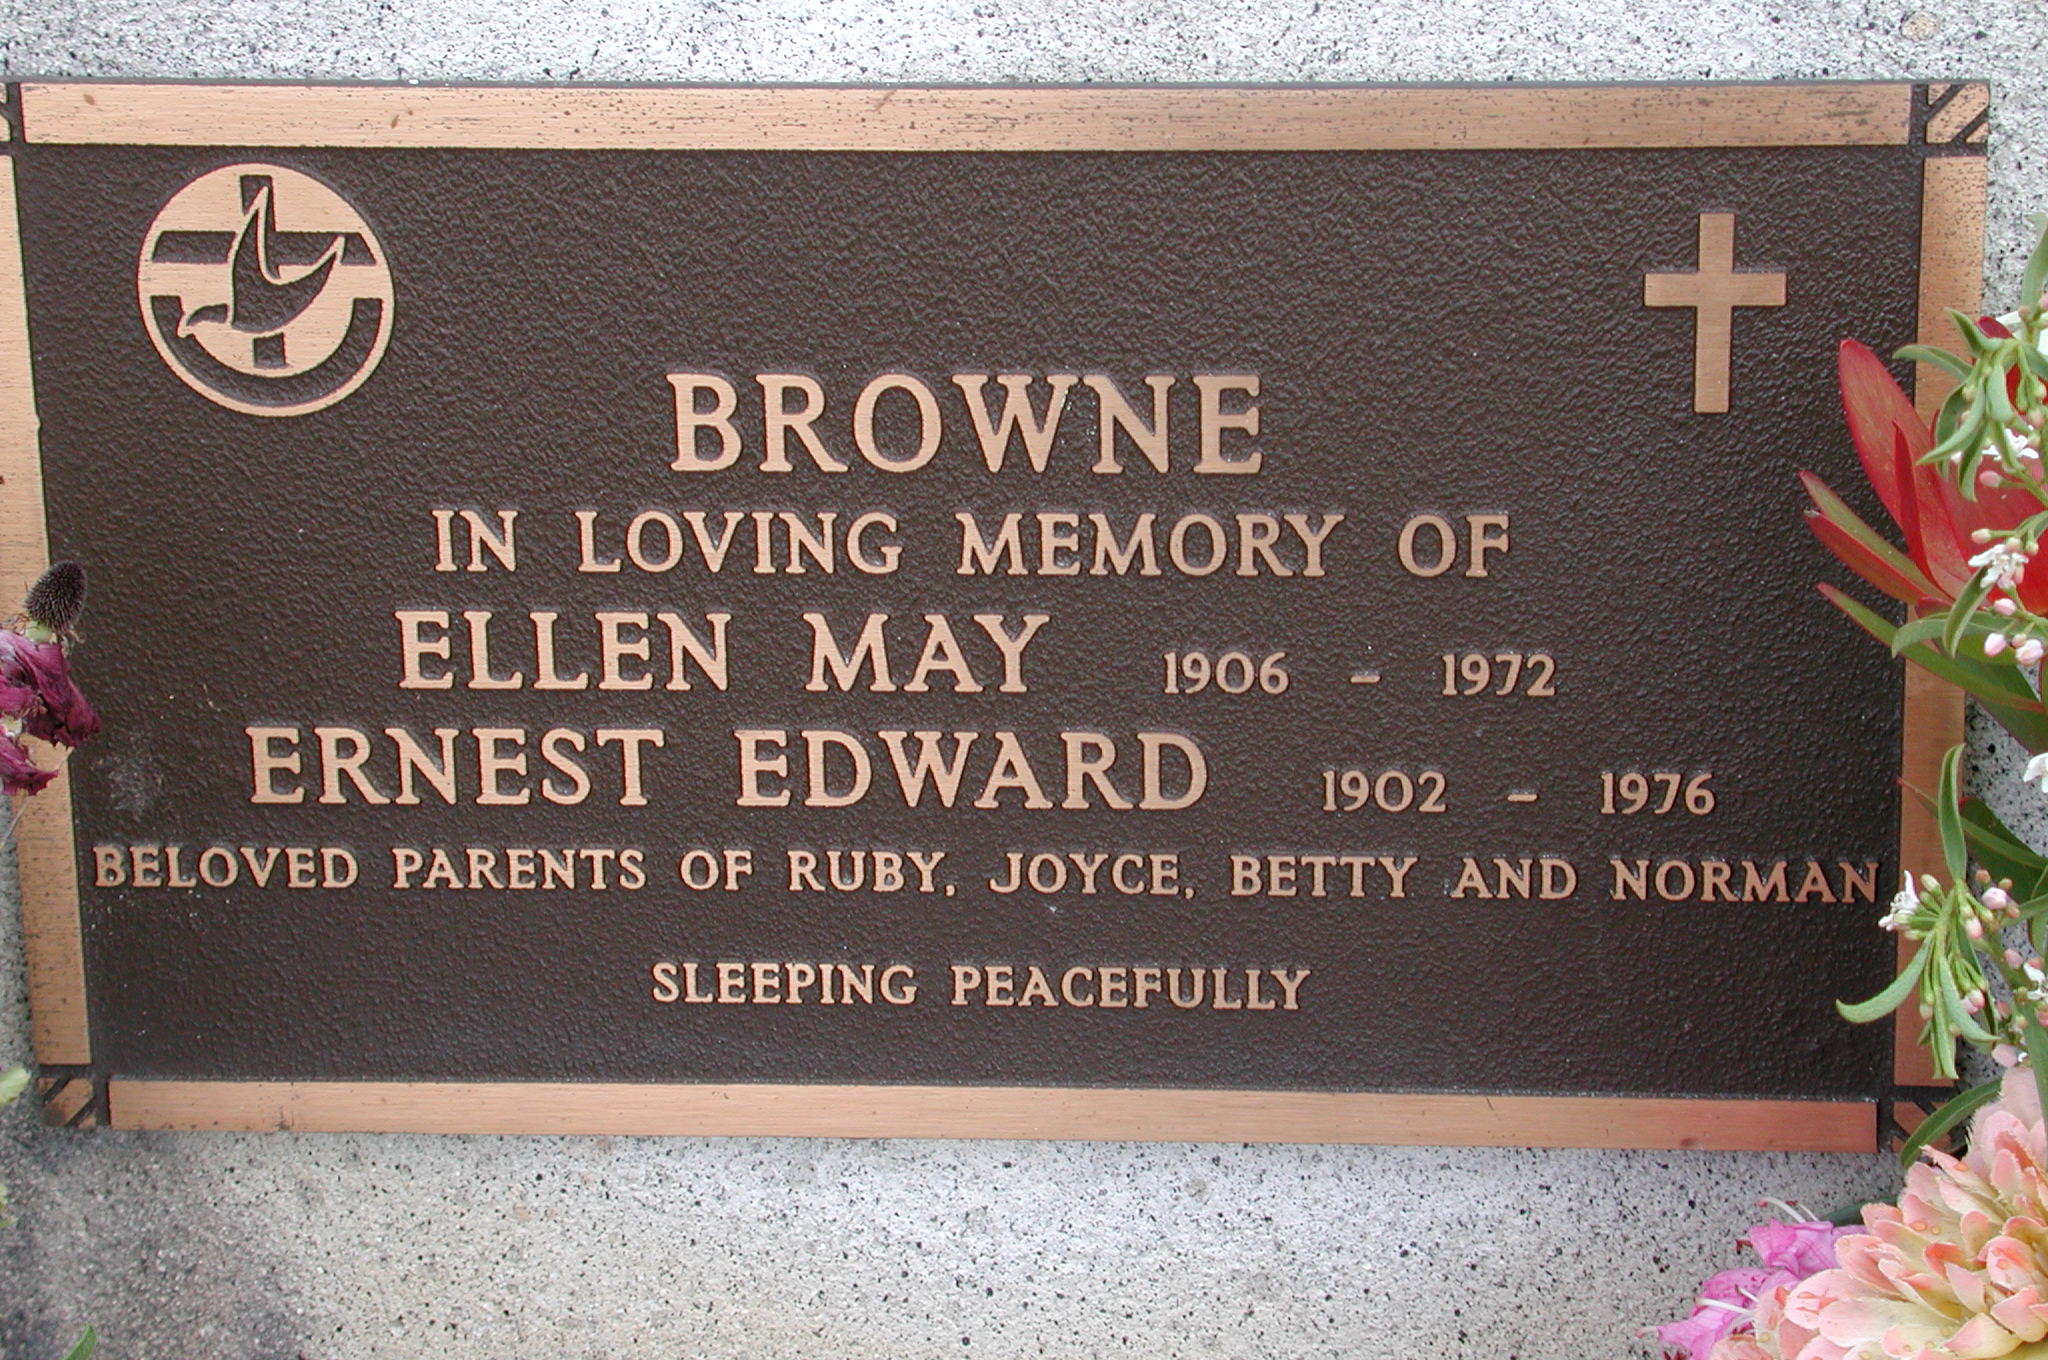 BROWNE
IN LOVING MEMORY OF
ELLEN MAY 1906 - 1972
ERNEST EDWARD 1902 - 1976
BELOVED PARENTS OF RUBY, JOYCE, BETTY AND NORMAN
SLEEPING PEACEFULLY